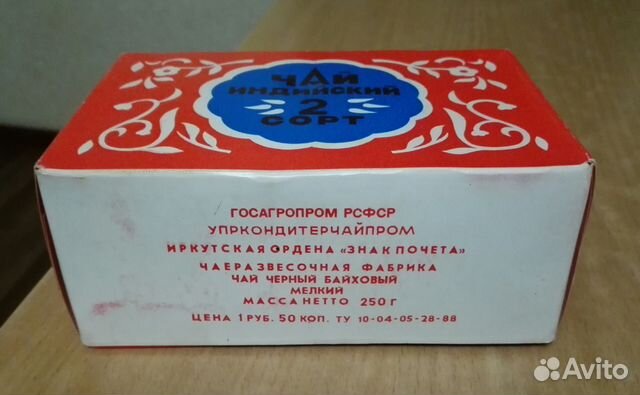 ЧАЙ
ИНДИЙСКИЙ
2
СОРТ
ГОСАГРОПРОМ РСФСР
УПРКОНДИТЕРЧАЙПРОМ
ИРКУТСКАЯ ОРДЕНА «ЗНАК ПОЧЕТА»
ЧАЕРАЗВЕСОЧНАЯ ФАБРИКА
ЧАЙ ЧЕРНЫЙ БАЙХОВЫЙ
МЕЛКИЙ
МАССА НЕТТО 250 Г
ЦЕНА 1 РУБ. 50 КОП. ТУ 10-04-05-28-88
Avito